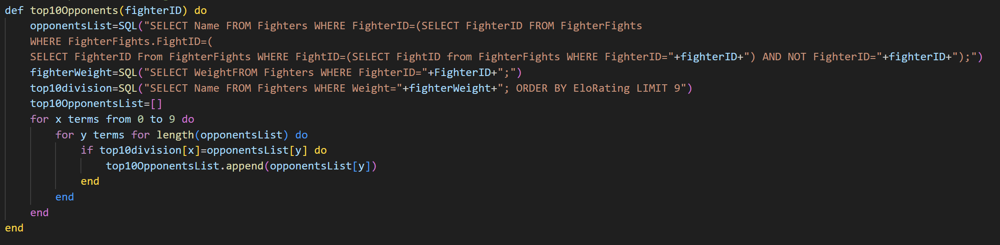 def top10Opponents(fighterID) do
opponentsList=SQL("SELECT Name FROM Fighters WHERE FighterID=(SELECT FighterID FROM FighterFights
WHERE FighterFights.FightID=(
SELECT FighterID From FighterFights WHERE FightID=(SELECT FightID from FighterFights WHERE FighterID="+fighterID+") AND NOT FighterID="+fighterID+");")
fighterWeight=SQL("SELECT WeightFROM Fighters WHERE FighterID="+FighterID+";")
top10division=SQL("SELECT Name FROM Fighters WHERE Weight="+fighterWeight+"; ORDER BY EloRating LIMIT 9")
top10OpponentsList=[]
for x terms from 0 to 9 do
for y terms for length(opponentsList) do
if top10division[x]=opponentsList[y] do
top10OpponentsList.append(opponentsList[y])
end
end
end
end